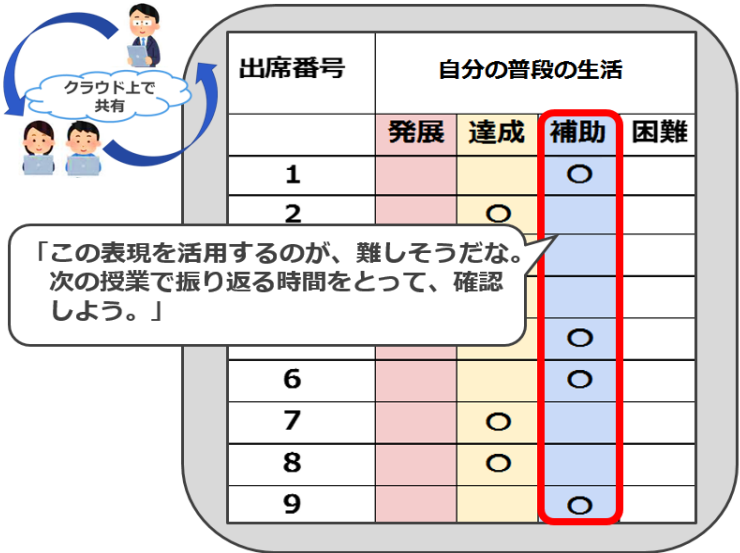 クラウド上で
共有
出席番号 自分の普段の生活
発展 達成 補助 困難
1 〇
2 〇
「この表現を活用するのが、難しそうだな。
次の授業で振り返る時間をとって、確認
しよう。」
〇
6 〇
7 〇
8 〇
9 〇